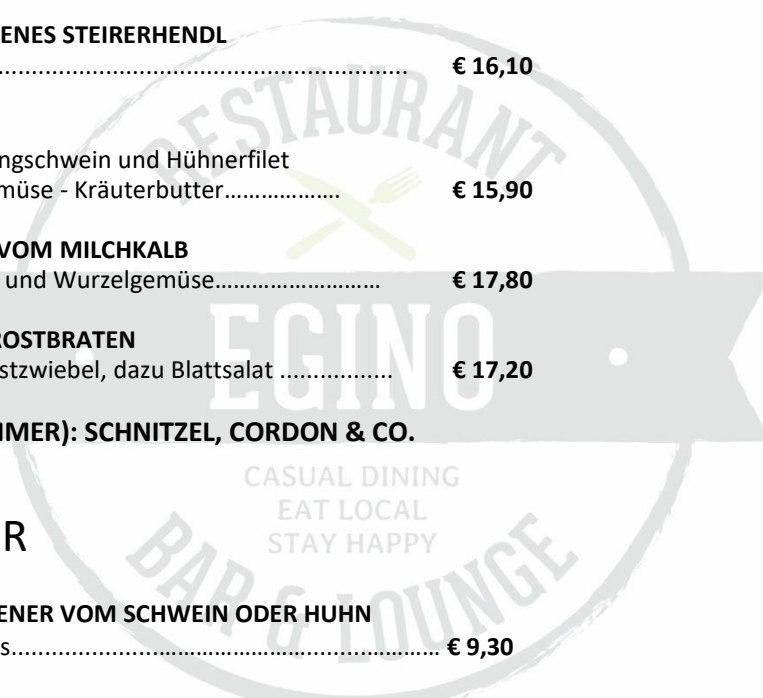 ENES STEIRERHENDL
............................................................. € 16,10
ngschwein und Hühnerfilet
müse - Kräuterbutter................... € 15,90
VOM MILCHKALB
und Wurzelgemüse........................... € 17,80
ROSTBRATEN
stzwiebel, dazu Blattsalat ................. € 17,20
MMER): SCHNITZEL, CORDON & CO.
R
ENER VOM SCHWEIN ODER HUHN
s................................................................ € 9,30
RESTAURANT
EGINO
CASUAL DINING
EAT LOCAL
STAY HAPPY
BAR & LOUNGE